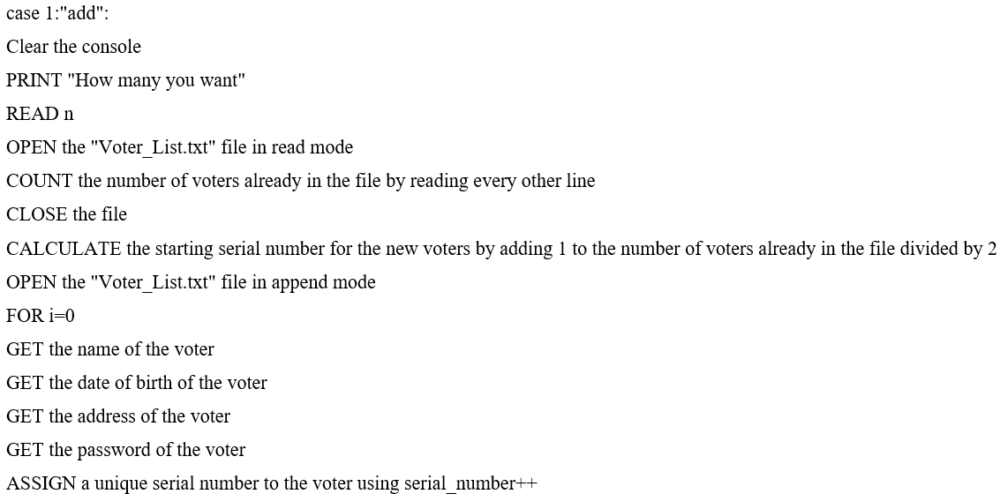 case 1:"add":
Clear the console
PRINT "How many you want"
READ n
OPEN the "Voter_List.txt" file in read mode
COUNT the number of voters already in the file by reading every other line
CLOSE the file
CALCULATE the starting serial number for the new voters by adding 1 to the number of voters already in the file divided by 2
OPEN the "Voter_List.txt" file in append mode
FOR i=0
GET the name of the voter
GET the date of birth of the voter
GET the address of the voter
GET the password of the voter
ASSIGN a unique serial number to the voter using serial_number++